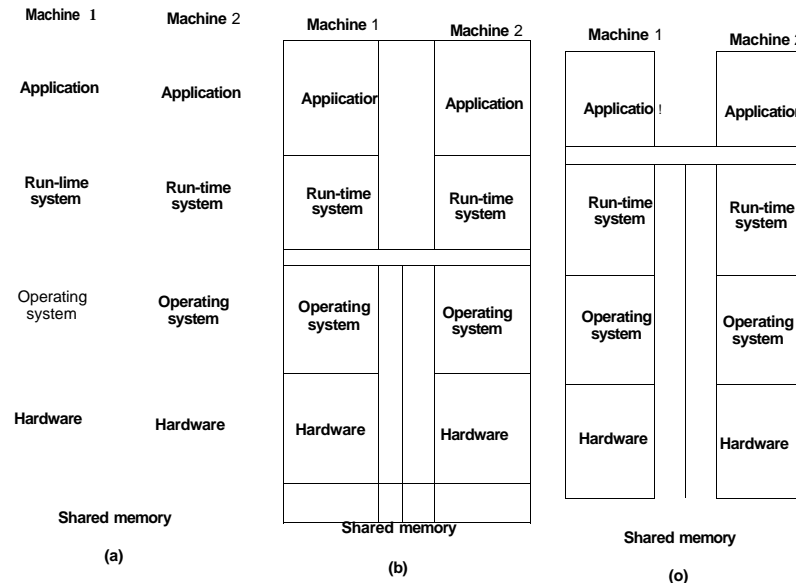 Machine 1
Machine 2
Application
Application
Run-lime
system
Run-time
system
Operating
system
Operating
system
Hardware
Hardware
Shared memory
(a)
Machine 1
Machine 2
Appiicatior
Application
Run-time
system
Run-time
system
Operating
system
Operating
system
Hardware
Hardware
Shared memory
(b)
Machine 1
Machine 2
Applicatio!
Application
Run-time
system
Run-time
system
Operating
system
Operating
system
Hardware
Hardware
Shared memory
(o)